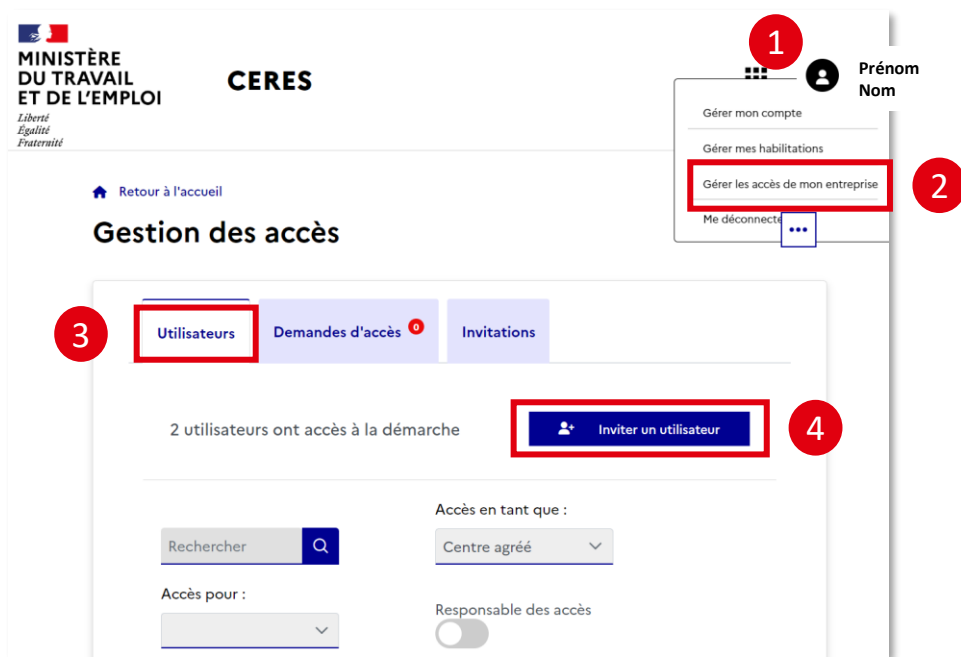 1
MINISTÈRE
DU TRAVAIL
ET DE L'EMPLOI
Liberté
Égalité
Fraternité
CERES
Prénom
Nom
Gérer mon compte
Gérer mes habilitations
Gérer les accès de mon entreprise
2
Me déconnecte
Retour à l'accueil
Gestion des accès
3
Utilisateurs
Demandes d'accès 0
Invitations
2 utilisateurs ont accès à la démarche
Inviter un utilisateur
4
Accès en tant que :
Rechercher
Centre agréé
Accès pour :
Responsable des accès